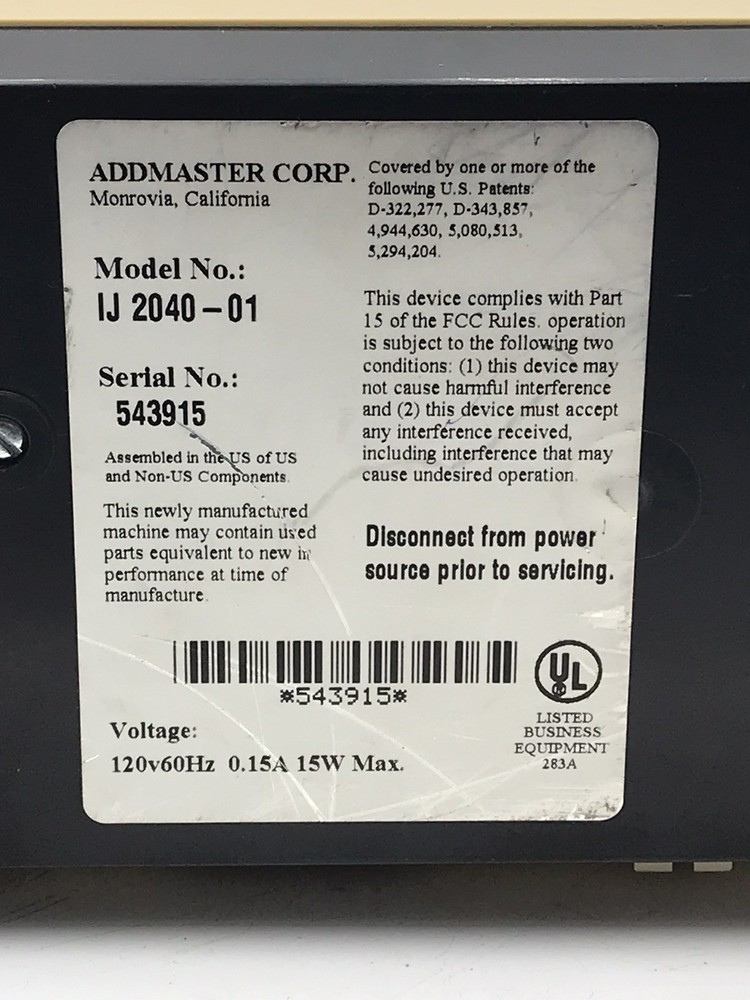 ADDMASTER CORP.
Monrovia, California
Model No.:
IJ 2040-01
Serial No.:
543915
Assembled in the US of US
and Non-US Components.
This newly manufactured
machine may contain used
parts equivalent to new in
performance at time of
manufacture.
Covered by one or more of the
following U.S. Patents:
D-322,277, D-343,857,
4,944,630, 5,080,513,
5,294,204.
This device complies with Part
15 of the FCC Rules. operation
is subject to the following two
conditions: (1) this device may
not cause harmful interference
and (2) this device must accept
any interference received,
including interference that may
cause undesired operation.
Disconnect from power
source prior to servicing.
*543915*
Voltage:
120v60Hz 0.15A 15W Max.
UL
®
LISTED
BUSINESS
EQUIPMENT
283A